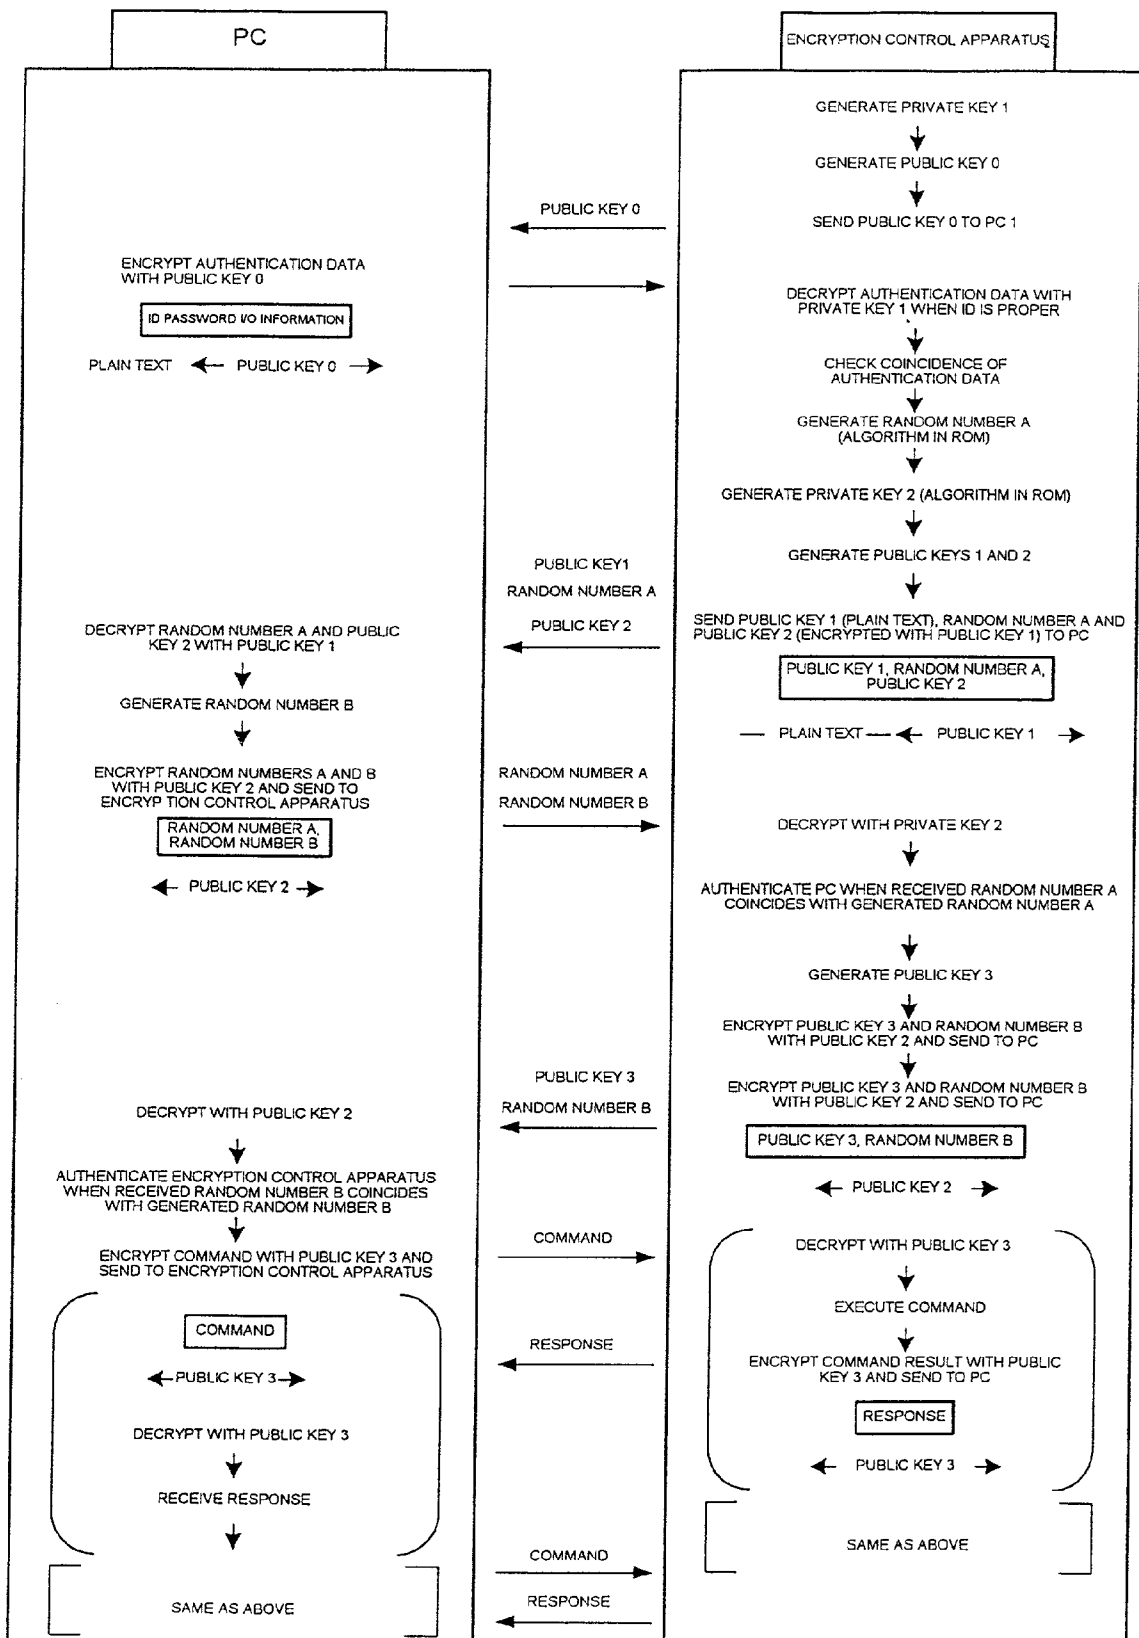 PC
ENCRYPTION CONTROL APPARATUS
GENERATE PRIVATE KEY 1
GENERATE PUBLIC KEY 0
PUBLIC KEY 0
SEND PUBLIC KEY 0 TO PC 1
ENCRYPT AUTHENTICATION DATA
WITH PUBLIC KEY 0
DECRYPT AUTHENTICATION DATA WITH
PRIVATE KEY 1 WHEN ID IS PROPER
ID PASSWORD I/O INFORMATION
PLAIN TEXT PUBLIC KEY 0
CHECK COINCIDENCE OF
AUTHENTICATION DATA
GENERATE RANDOM NUMBER A
(ALGORITHM IN ROM)
GENERATE PRIVATE KEY 2 (ALGORITHM IN ROM)
GENERATE PUBLIC KEYS 1 AND 2
PUBLIC KEY1
RANDOM NUMBER A
PUBLIC KEY 2
SEND PUBLIC KEY 1 (PLAIN TEXT), RANDOM NUMBER A AND
PUBLIC KEY 2 (ENCRYPTED WITH PUBLIC KEY 1) TO PC
DECRYPT RANDOM NUMBER A AND PUBLIC
KEY 2 WITH PUBLIC KEY 1
PUBLIC KEY 1, RANDOM NUMBER A,
PUBLIC KEY 2
GENERATE RANDOM NUMBER B
PLAIN TEXT PUBLIC KEY 1
ENCRYPT RANDOM NUMBERS A AND B
WITH PUBLIC KEY 2 AND SEND TO
ENCRYPTION CONTROL APPARATUS
RANDOM NUMBER A
RANDOM NUMBER B
RANDOM NUMBER A,
RANDOM NUMBER B
DECRYPT WITH PRIVATE KEY 2
PUBLIC KEY 2
AUTHENTICATE PC WHEN RECEIVED RANDOM NUMBER A
COINCIDES WITH GENERATED RANDOM NUMBER A
GENERATE PUBLIC KEY 3
ENCRYPT PUBLIC KEY 3 AND RANDOM NUMBER B
WITH PUBLIC KEY 2 AND SEND TO PC
PUBLIC KEY 3
RANDOM NUMBER B
ENCRYPT PUBLIC KEY 3 AND RANDOM NUMBER B
WITH PUBLIC KEY 2 AND SEND TO PC
DECRYPT WITH PUBLIC KEY 2
PUBLIC KEY 3, RANDOM NUMBER B
AUTHENTICATE ENCRYPTION CONTROL APPARATUS
WHEN RECEIVED RANDOM NUMBER B COINCIDES
WITH GENERATED RANDOM NUMBER B
PUBLIC KEY 2
ENCRYPT COMMAND WITH PUBLIC KEY 3 AND
SEND TO ENCRYPTION CONTROL APPARATUS
COMMAND
DECRYPT WITH PUBLIC KEY 3
EXECUTE COMMAND
COMMAND
RESPONSE
ENCRYPT COMMAND RESULT WITH PUBLIC
KEY 3 AND SEND TO PC
PUBLIC KEY 3
RESPONSE
DECRYPT WITH PUBLIC KEY 3
PUBLIC KEY 3
RECEIVE RESPONSE
SAME AS ABOVE
COMMAND
RESPONSE
SAME AS ABOVE